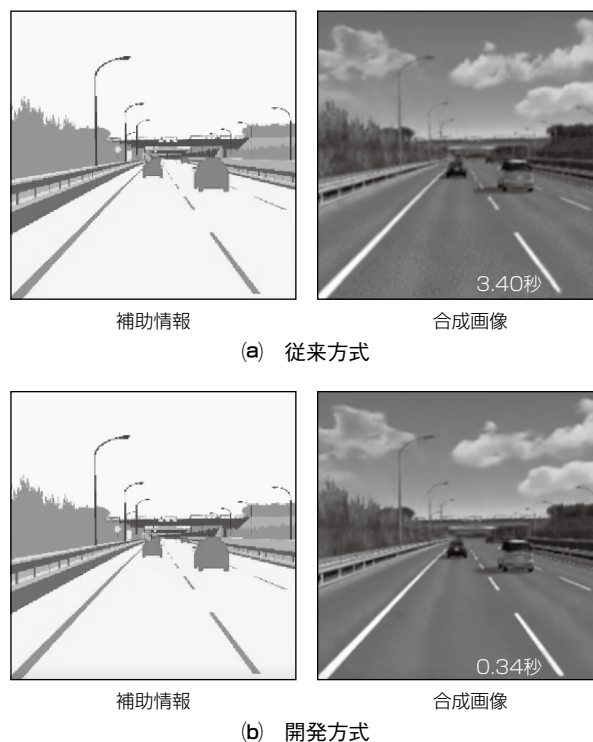 3.40秒
補助情報
合成画像
(a) 従来方式
0.34秒
補助情報
合成画像
(b) 開発方式